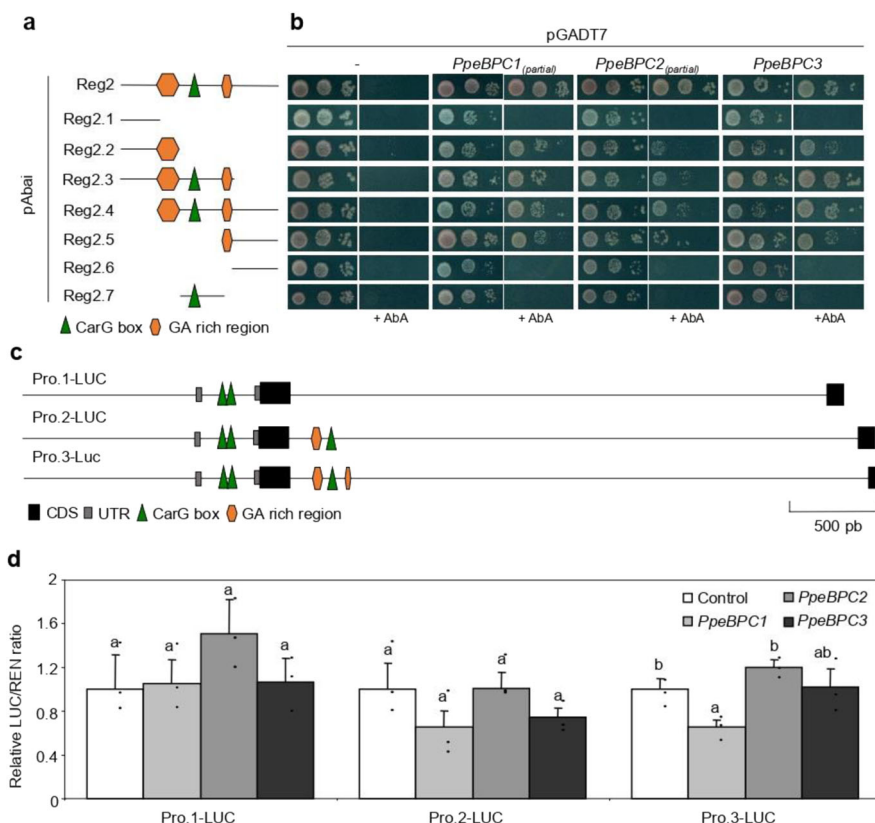 a
b
pGADT7
- PpeBPC1(partial) PpeBPC2(partial) PpeBPC3
pAbai
Reg2
Reg2.1
Reg2.2
Reg2.3
Reg2.4
Reg2.5
Reg2.6
Reg2.7
CarG box GA rich region
+ AbA + AbA + AbA +AbA
c
Pro.1-LUC
Pro.2-LUC
Pro.3-Luc
CDS UTR CarG box GA rich region
500 pb
d
Relative LUC/REN ratio
2
1.6
1.2
0.8
0.4
0
a a a a
a a a a
b a b ab
Control PpeBPC2
PpeBPC1 PpeBPC3
Pro.1-LUC Pro.2-LUC Pro.3-LUC